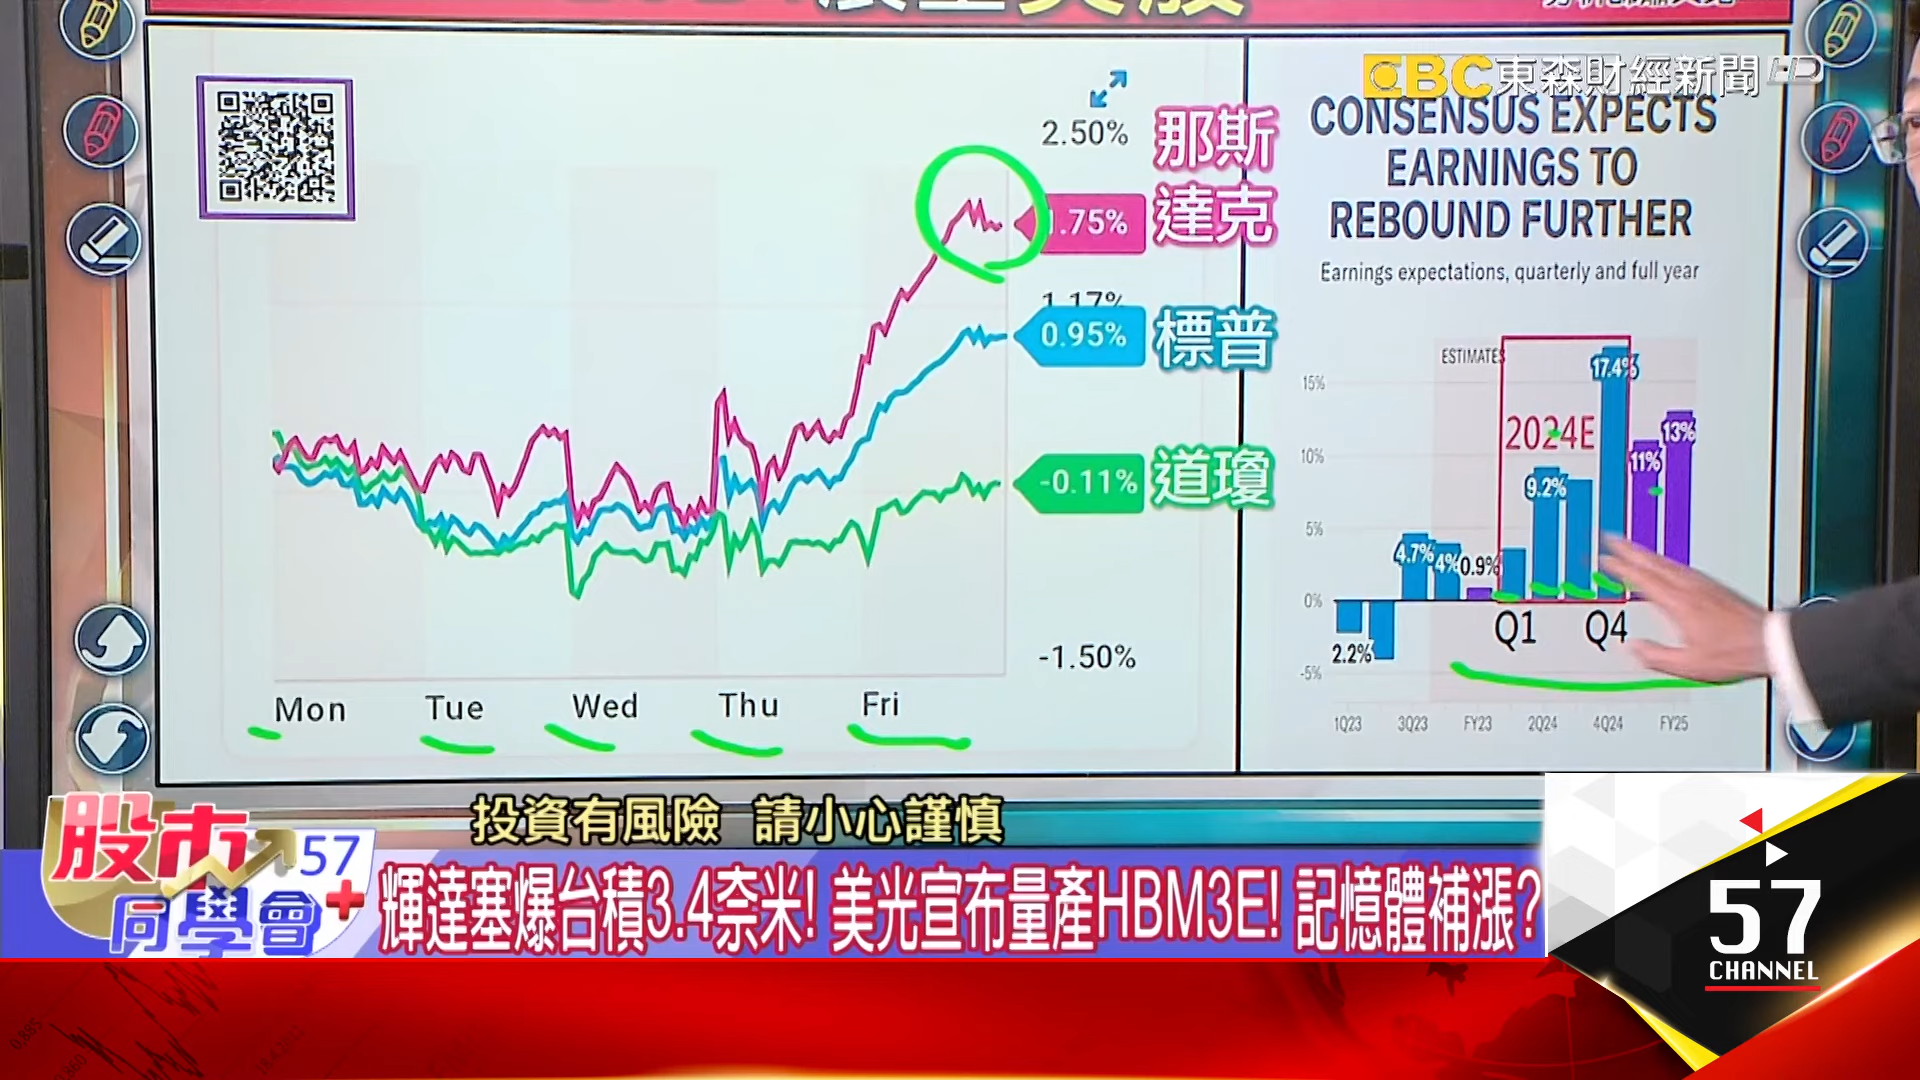 EBC 東森財經新聞 HD
2.50%
1.75%
那斯
達克
1.17%
0.95%
標普
-0.11%
道瓊
-1.50%
Mon Tue Wed Thu Fri
CONSENSUS EXPECTS
EARNINGS TO
REBOUND FURTHER
Earnings expectations, quarterly and full year
ESTIMATES
17.4%
15%
2024E
13%
10%
11%
9.2%
5%
4.7%
4%
0.9%
0%
Q1 Q4
2.2%
-5%
1Q23 3Q23 FY23 2Q24 4Q24 FY25
投資有風險 請小心謹慎
股市 57
同學會+
輝達塞爆台積3.4奈米! 美光宣布量產HBM3E! 記憶體補漲?
57
CHANNEL